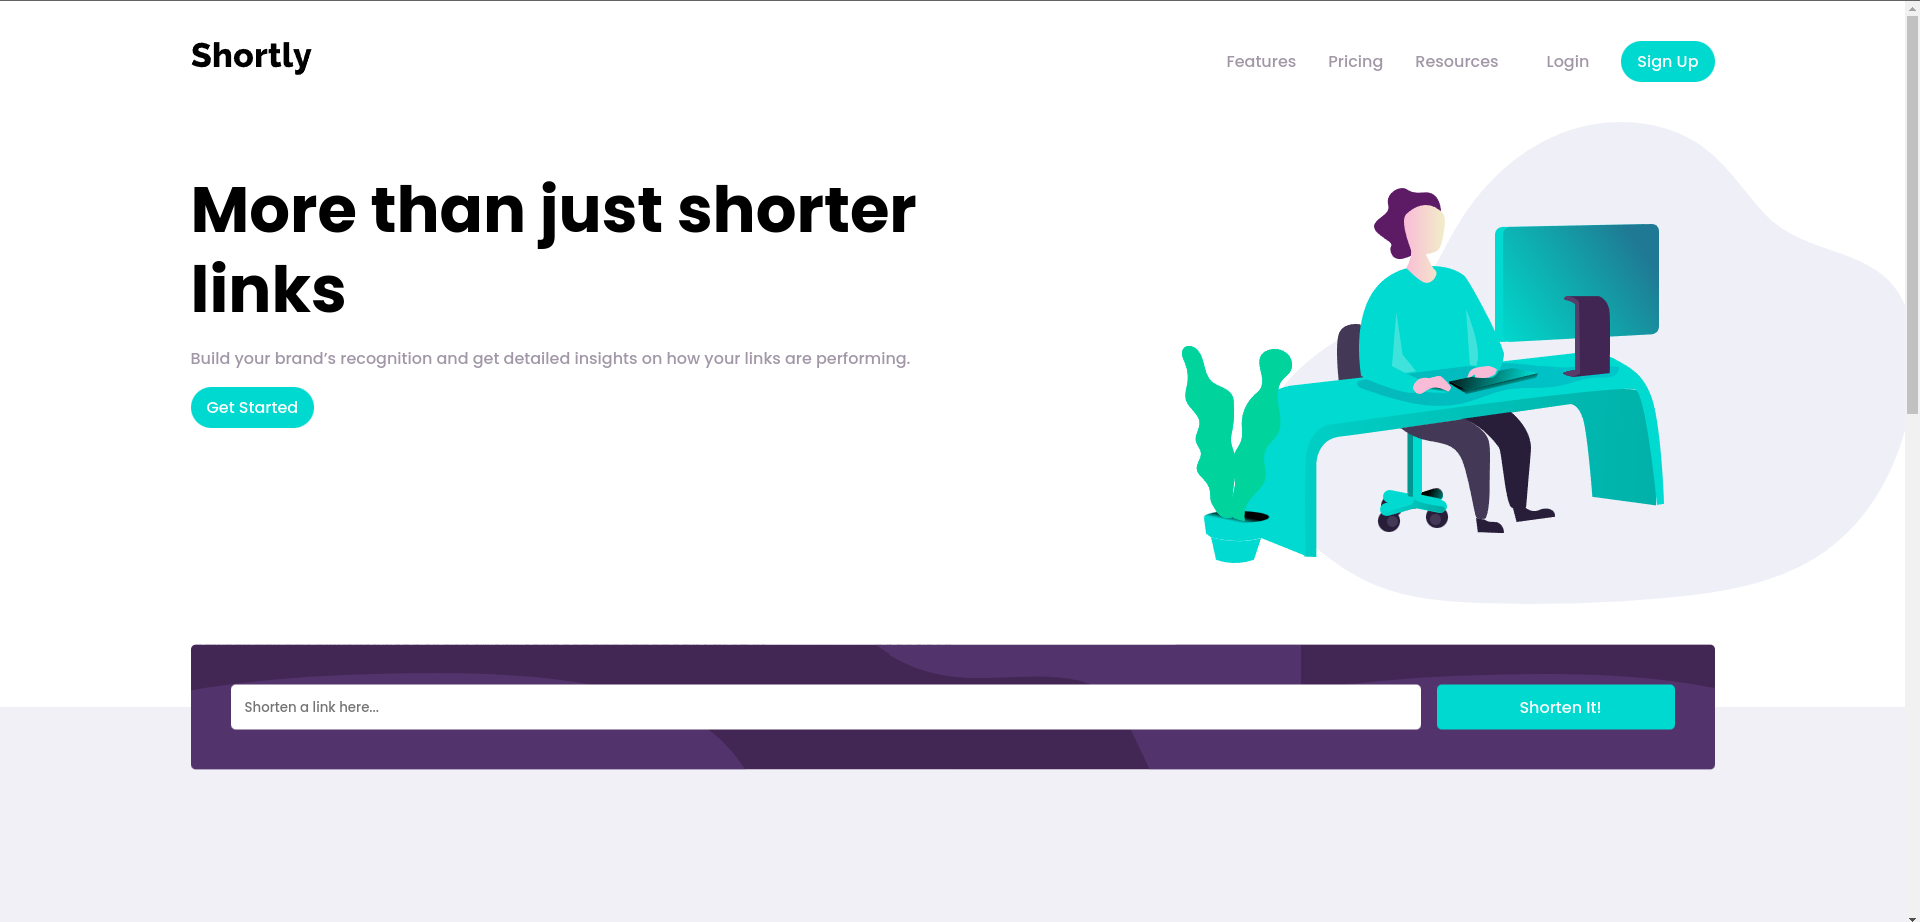 Shortly
Features Pricing Resources Login Sign Up
More than just shorter
links
Build your brand’s recognition and get detailed insights on how your links are performing.
Get Started
Shorten a link here...
Shorten It!